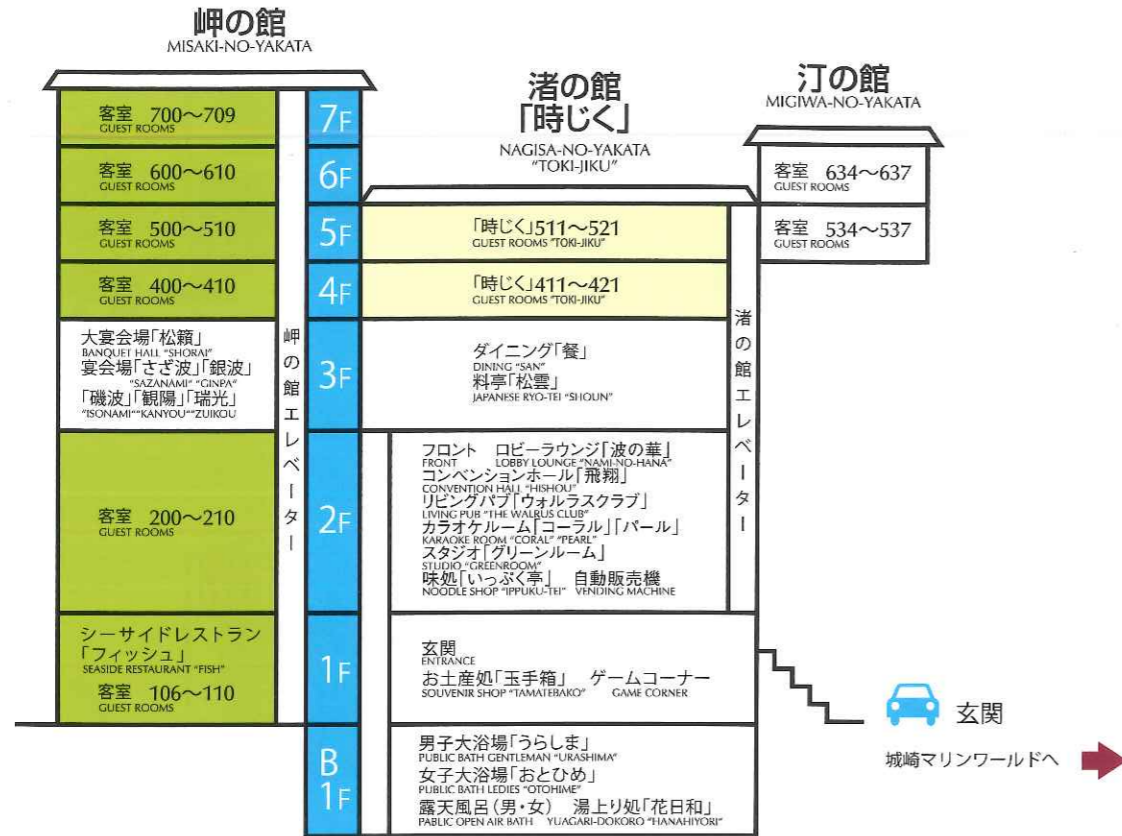 岬の館
MISAKI-NO-YAKATA
渚の館
「時じく」
NAGISA-NO-YAKATA
"TOKI-JIKU"
汀の館
MIGIWA-NO-YAKATA
客室 700～709
GUEST ROOMS
7F
客室 600～610
GUEST ROOMS
6F
客室 634～637
GUEST ROOMS
客室 500～510
GUEST ROOMS
5F
「時じく」511～521
GUEST ROOMS "TOKI-JIKU"
客室 534～537
GUEST ROOMS
客室 400～410
GUEST ROOMS
4F
「時じく」411～421
GUEST ROOMS "TOKI-JIKU"
大宴会場「松籟」
BANQUET HALL "SHORAI"
宴会場「さざ波」「銀波」
"SAZANAMI" "GINPA"
「磯波」「観陽」「瑞光」
"ISONAMI""KANYOU""ZUIKOU
岬の館エレベーター
3F
ダイニング「餐」
DINING "SAN"
料亭「松雲」
JAPANESE RYO-TEI "SHOUN"
渚の館エレベーター
客室 200～210
GUEST ROOMS
2F
フロント ロビーラウンジ「波の華」
FRONT LOBBY LOUNGE "NAMI-NO-HANA"
コンベンションホール「飛翔」
CONVENTION HALL "HISHOU"
リビングパブ「ウォルラスクラブ」
LIVING PUB "THE WALRUS CLUB"
カラオケルーム「コーラル」「パール」
KARAOKE ROOM "CORAL" "PEARL"
スタジオ「グリーンルーム」
STUDIO "GREENROOM"
味処「いっぷく亭」 自動販売機
NOODLE SHOP "IPPUKU-TEI" VENDING MACHINE
シーサイドレストラン
「フィッシュ」
SEASIDE RESTAURANT "FISH"
客室 106～110
GUEST ROOMS
1F
玄関
ENTRANCE
お土産処「玉手箱」 ゲームコーナー
SOUVENIR SHOP "TAMATEBAKO" GAME CORNER
玄関
城崎マリンワールドへ
B
1F
男子大浴場「うらしま」
PUBLIC BATH GENTLEMAN "URASHIMA"
女子大浴場「おとひめ」
PUBLIC BATH LEDIES "OTOHIME"
露天風呂(男・女) 湯上り処「花日和」
PABLIC OPEN AIR BATH YUAGARI-DOKORO "HANAHIYORI"